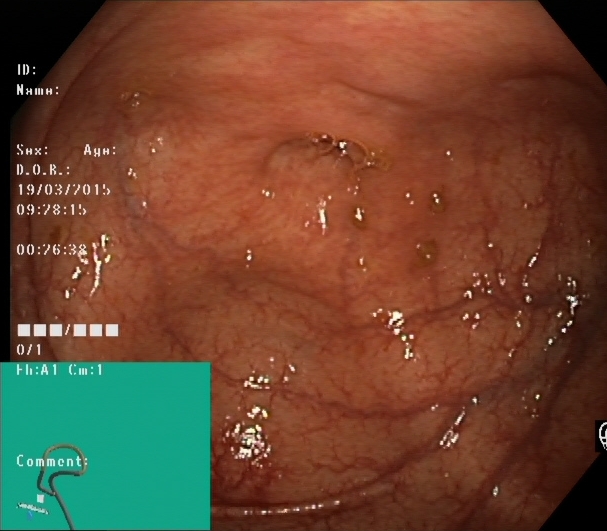 ID:
Name:
Sex: Age:
D.O.B.:
19/03/2015
09:28:15
00:26:38
■■■/■■■
0/1
Eh:A1 Cm:1
Comment: